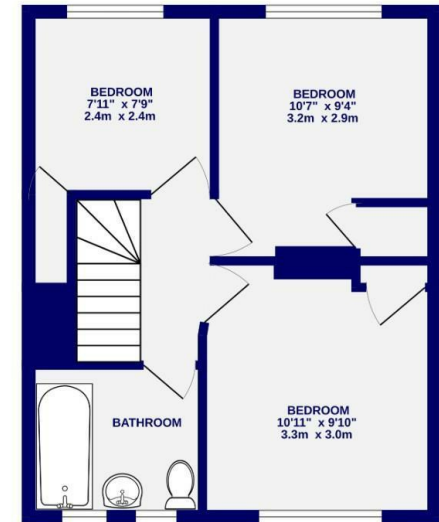 BEDROOM
7'11" x 7'9"
2.4m x 2.4m
BEDROOM
10'7" x 9'4"
3.2m x 2.9m
BATHROOM
BEDROOM
10'11" x 9'10"
3.3m x 3.0m